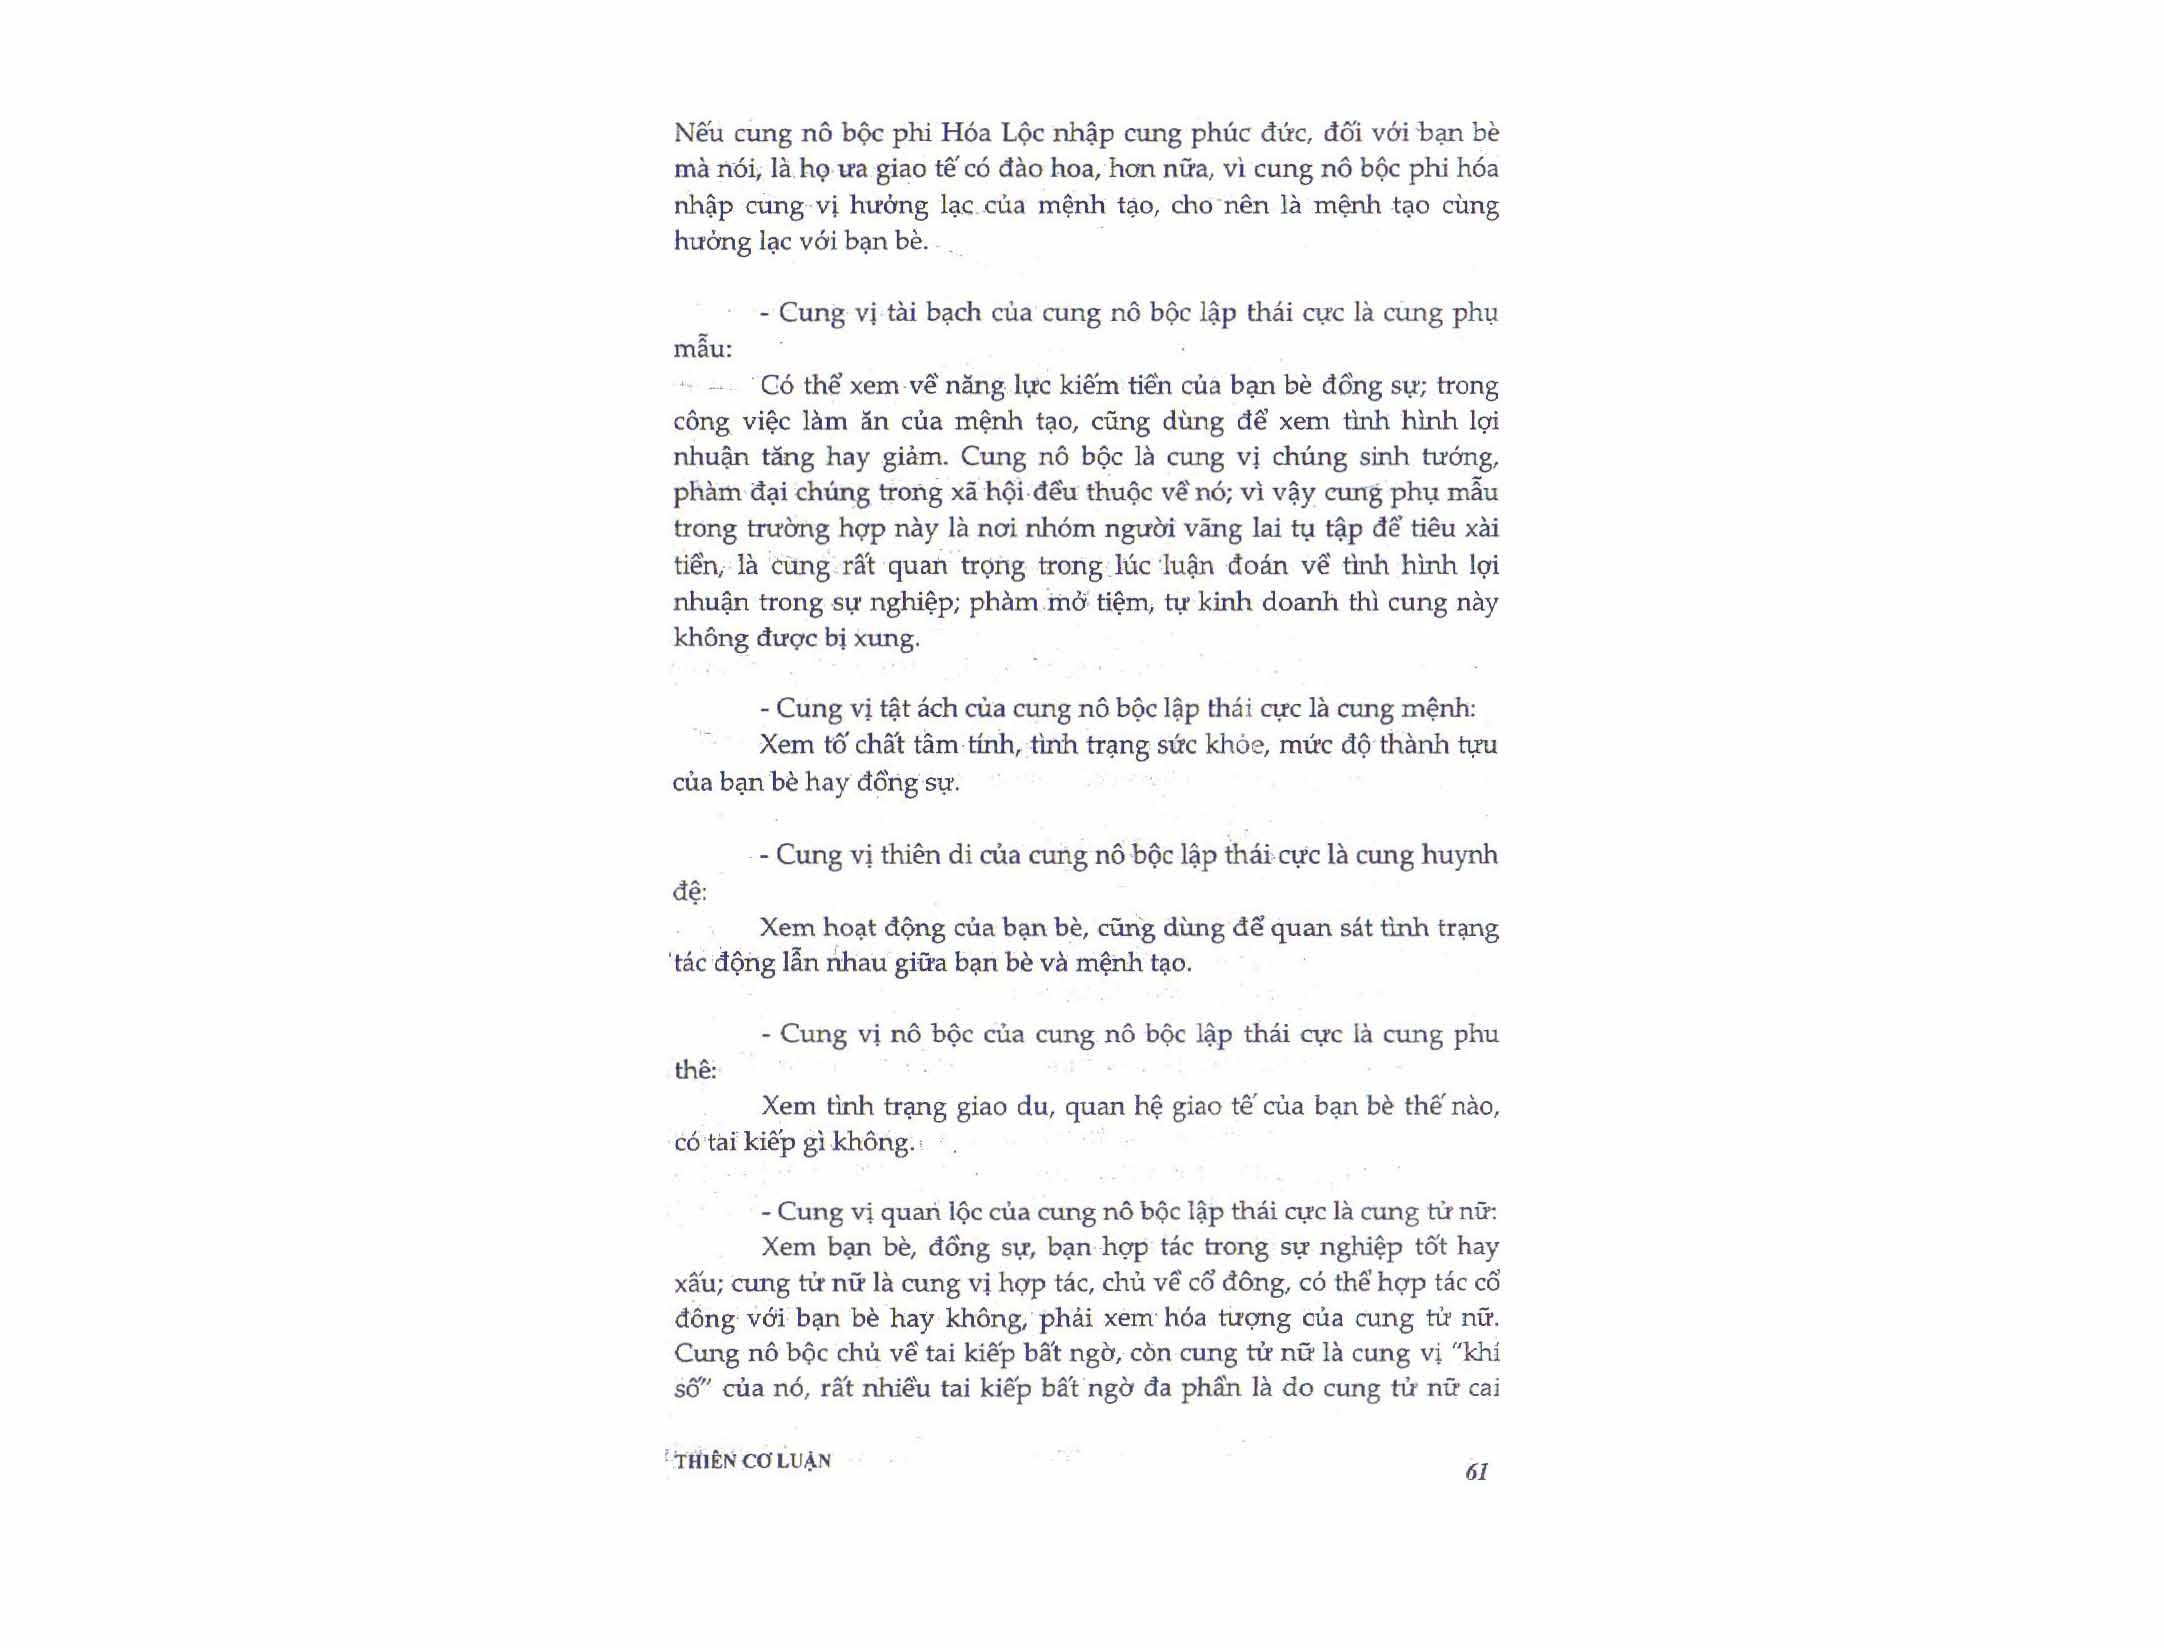 Nếu cung nô bộc phi Hóa Lộc nhập cung phúc đức, đối với bạn bè
mà nói, là họ ưa giao tế có đào hoa, hơn nữa, vì cung nô bộc phi hóa
nhập cung vị hưởng lạc của mệnh tạo, cho nên là mệnh tạo cùng
hưởng lạc với bạn bè.
- Cung vị tài bạch của cung nô bộc lập thái cực là cung phụ
mẫu:
Có thể xem về năng lực kiếm tiền của bạn bè đồng sự; trong
công việc làm ăn của mệnh tạo, cũng dùng để xem tình hình lợi
nhuận tăng hay giảm. Cung nô bộc là cung vị chúng sinh tướng,
phàm đại chúng trong xã hội đều thuộc về nó; vì vậy cung phụ mẫu
trong trường hợp này là nơi nhóm người vãng lai tụ tập để tiêu xài
tiền, là cung rất quan trọng trong lúc luận đoán về tình hình lợi
nhuận trong sự nghiệp; phàm mở tiệm, tự kinh doanh thì cung này
không được bị xung.
- Cung vị tật ách của cung nô bộc lập thái cực là cung mệnh:
Xem tố chất tâm tính, tình trạng sức khỏe, mức độ thành tựu
của bạn bè hay đồng sự.
- Cung vị thiên di của cung nô bộc lập thái cực là cung huynh
đệ:
Xem hoạt động của bạn bè, cũng dùng để quan sát tình trạng
tác động lẫn nhau giữa bạn bè và mệnh tạo.
- Cung vị nô bộc của cung nô bộc lập thái cực là cung phu
thê:
Xem tình trạng giao du, quan hệ giao tế của bạn bè thế nào,
có tai kiếp gì không.
- Cung vị quan lộc của cung nô bộc lập thái cực là cung tử nữ:
Xem bạn bè, đồng sự, bạn hợp tác trong sự nghiệp tốt hay
xấu; cung tử nữ là cung vị hợp tác, chủ về cổ đông, có thể hợp tác cổ
đông với bạn bè hay không, phải xem hóa tượng của cung tử nữ.
Cung nô bộc chủ về tai kiếp bất ngờ, còn cung tử nữ là cung vị "khí
số" của nó, rất nhiều tai kiếp bất ngờ đa phần là do cung tử nữ cai
THIÊN CƠ LUẬN
61